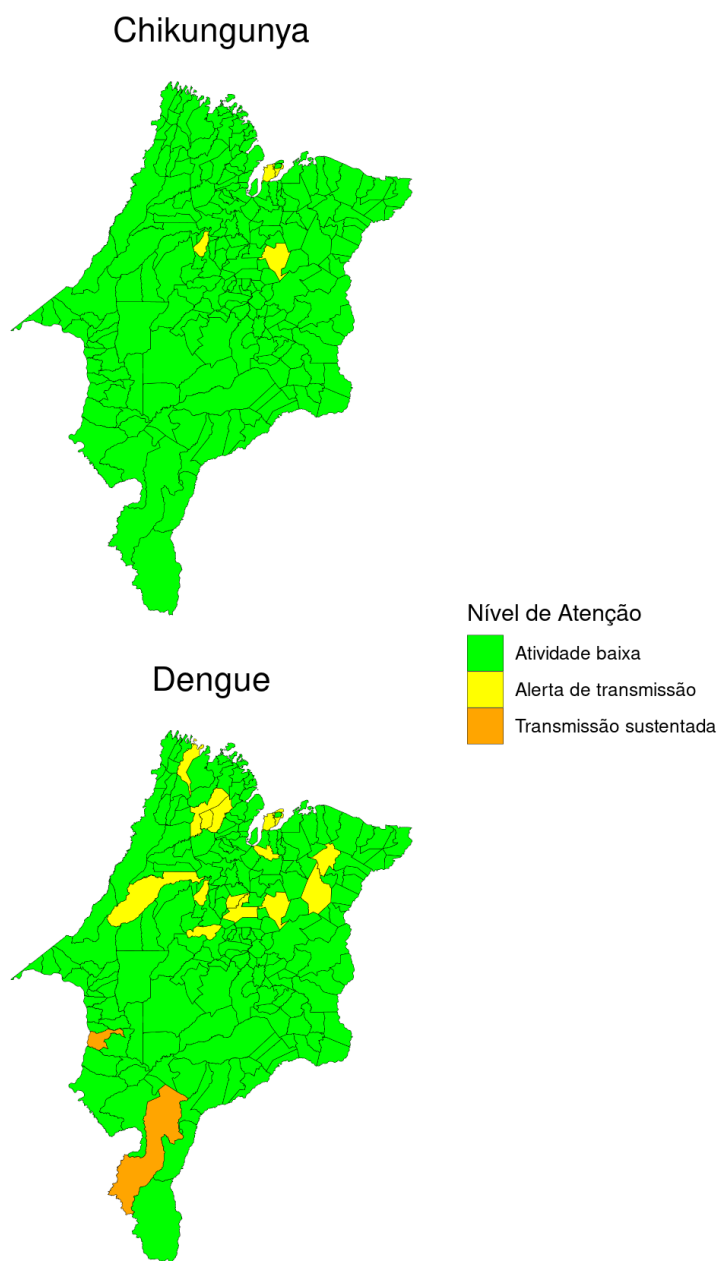 Chikungunya
Nível de Atenção
Atividade baixa
Alerta de transmissão
Transmissão sustentada
Dengue